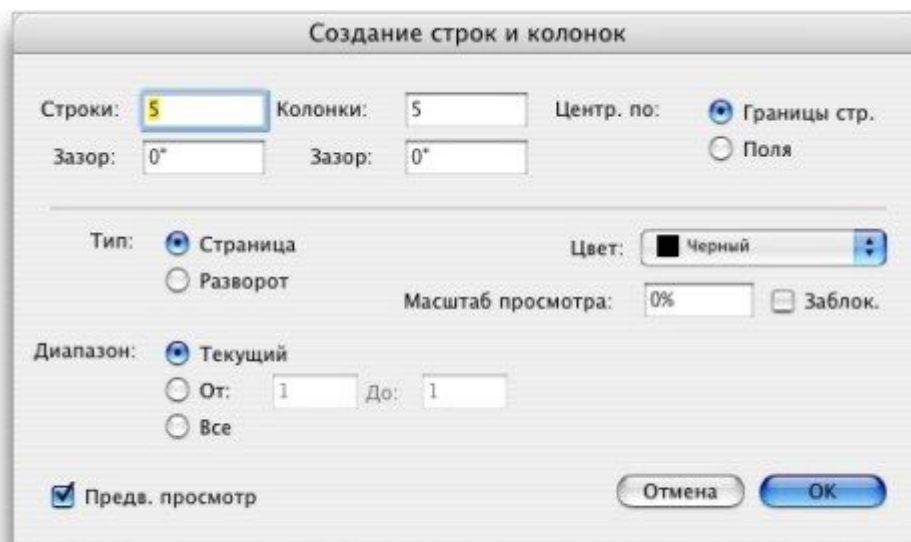 Создание строк и колонок
Строки: 5 Колонки: 5 Центр. по: Границы стр.
Зазор: 0" Зазор: 0" Поля
Тип: Страница Цвет: Черный
Разворот
Масштаб просмотра: 0% Заблок.
Диапазон: Текущий
От: 1 До: 1
Все
Предв. просмотр Отмена OK